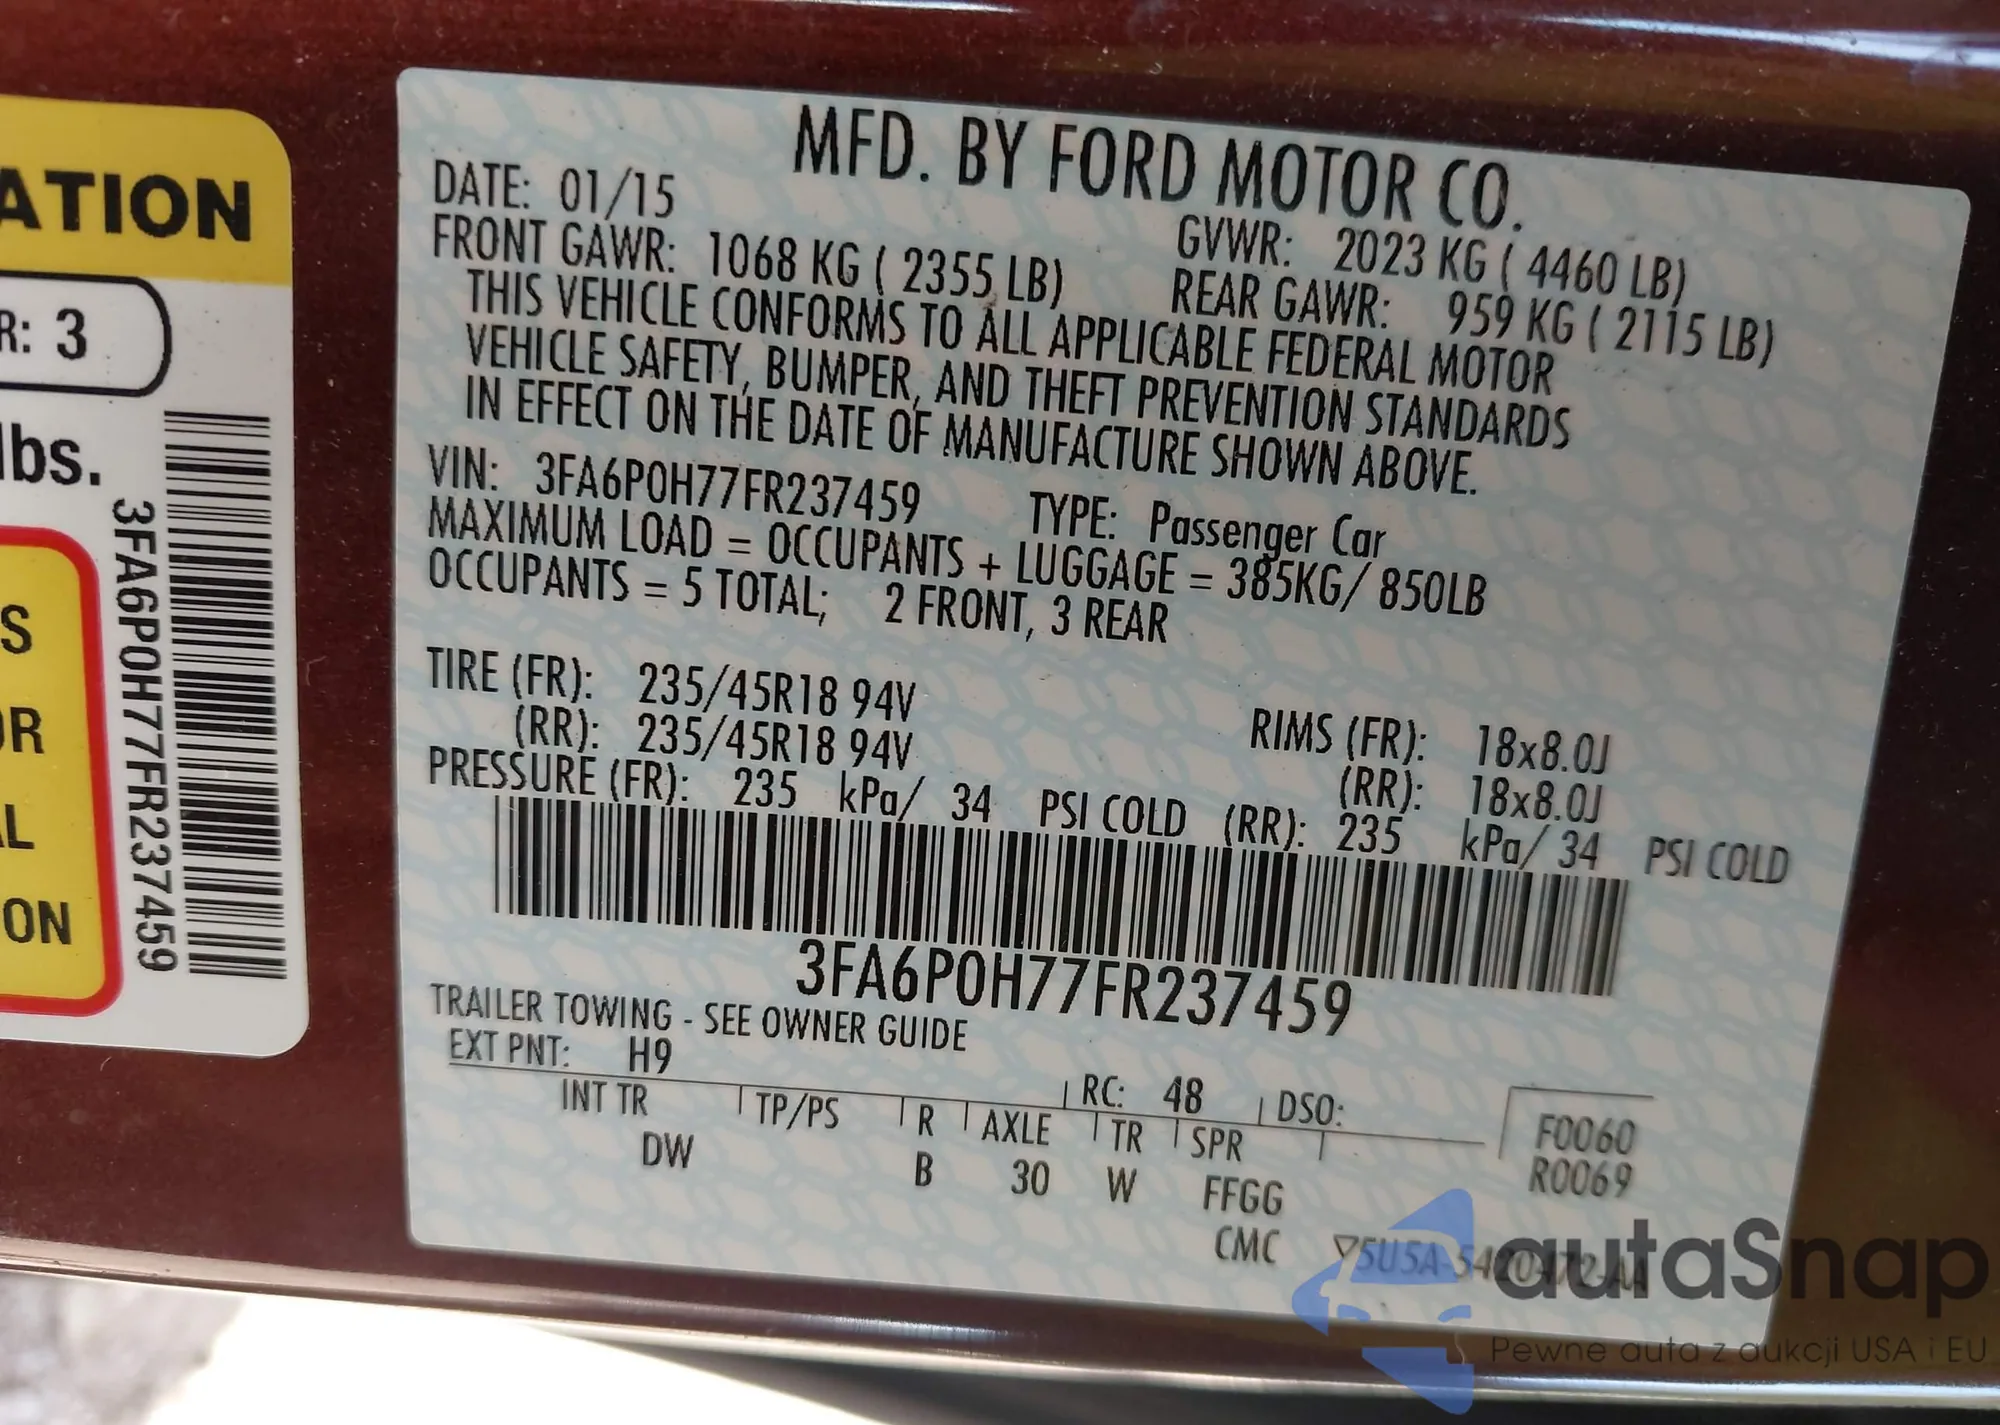 ATION
R: 3
lbs.
S
OR
AL
ON
3FA6P0H77FR237459
MFD. BY FORD MOTOR CO.
DATE: 01/15
GVWR: 2023 KG ( 4460 LB)
FRONT GAWR: 1068 KG ( 2355 LB)
REAR GAWR: 959 KG ( 2115 LB)
THIS VEHICLE CONFORMS TO ALL APPLICABLE FEDERAL MOTOR
VEHICLE SAFETY, BUMPER, AND THEFT PREVENTION STANDARDS
IN EFFECT ON THE DATE OF MANUFACTURE SHOWN ABOVE.
VIN: 3FA6P0H77FR237459 TYPE: Passenger Car
MAXIMUM LOAD = OCCUPANTS + LUGGAGE = 385KG/ 850LB
OCCUPANTS = 5 TOTAL; 2 FRONT, 3 REAR
TIRE (FR): 235/45R18 94V RIMS (FR): 18x8.0J
(RR): 235/45R18 94V (RR): 18x8.0J
PRESSURE (FR): 235 kPa/ 34 PSI COLD (RR): 235 kPa/ 34 PSI COLD
3FA6P0H77FR237459
TRAILER TOWING - SEE OWNER GUIDE
EXT PNT: H9 RC: 48 DSO:
INT TR TP/PS R AXLE TR SPR
DW B 30 W FFGG
CMC
F0060
R0069
5U5A-5420472-AA
autaSnap
Pewne auta z aukcji USA i EU